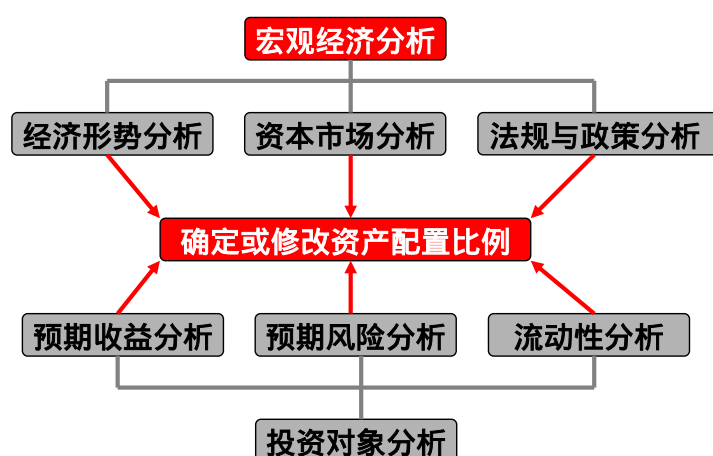 宏观经济分析
经济形势分析
资本市场分析
法规与政策分析
确定或修改资产配置比例
预期收益分析
预期风险分析
流动性分析
投资对象分析